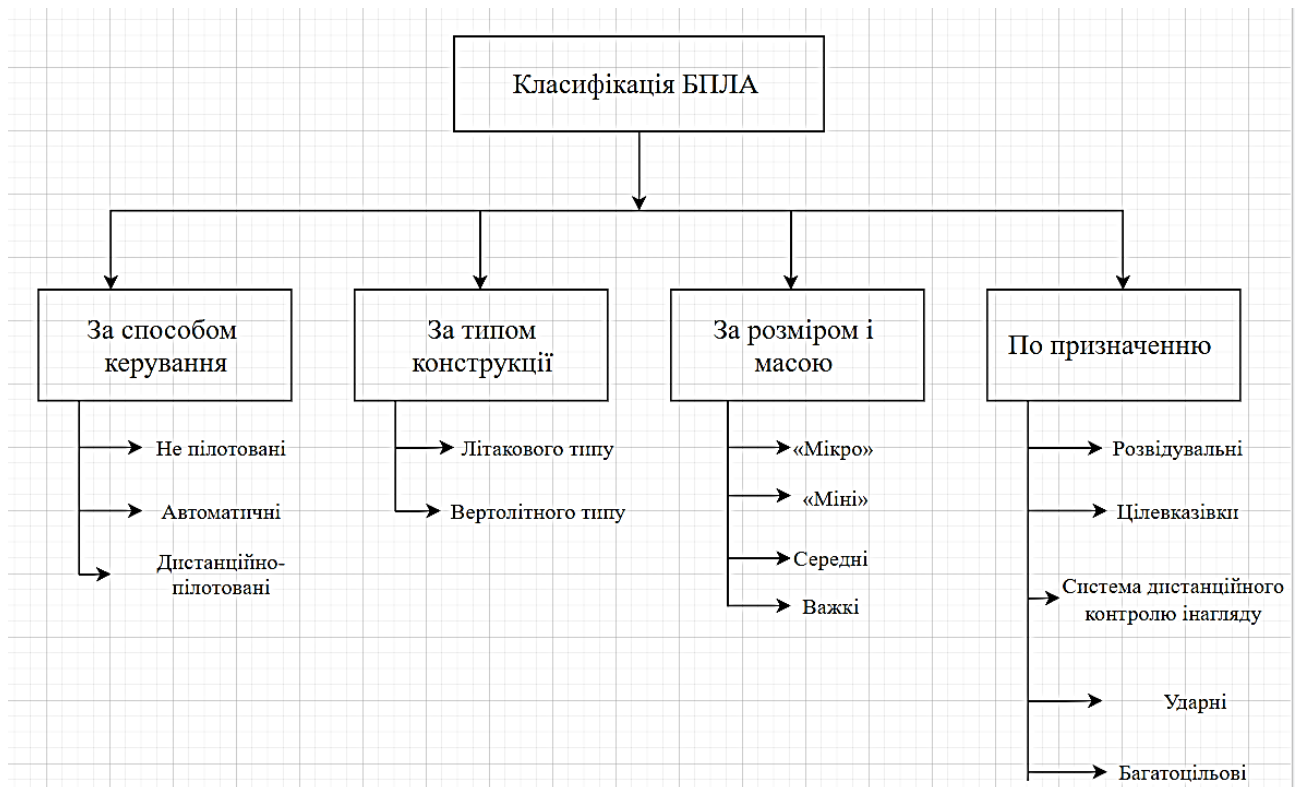 Класифікація БПЛА
За способом
керування
За типом
конструкції
За розміром і
масою
По призначенню
Не пілотовані
Автоматичні
Дистанційно-
пілотовані
Літакового типу
Вертолітного типу
«Мікро»
«Міні»
Середні
Важкі
Розвідувальні
Цілевказівки
Система дистанційного
контролю інагляду
Ударні
Багатоцільові